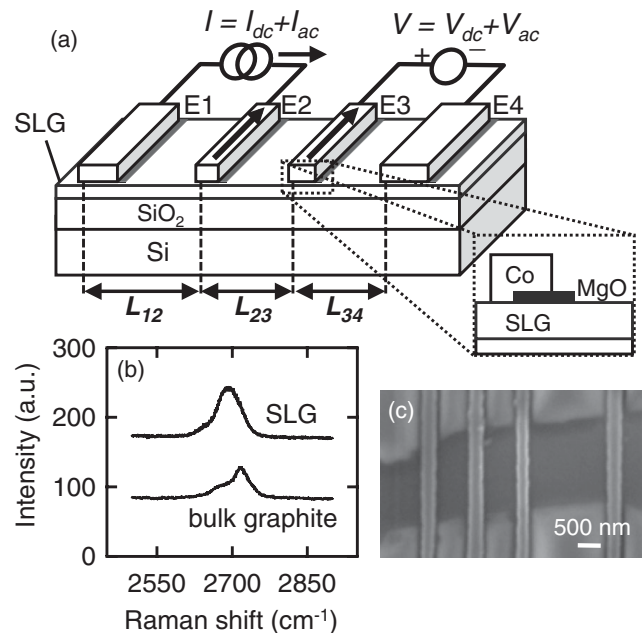 (a)
I = I_dc+I_ac
V = V_dc+V_ac
+ −
E1
E2
E3
E4
SLG
SiO₂
Si
L₁₂ L₂₃ L₃₄
Co
MgO
SLG
300
200
100
0
Intensity (a.u.)
(b)
SLG
bulk graphite
2550 2700 2850
Raman shift (cm⁻¹)
(c)
500 nm